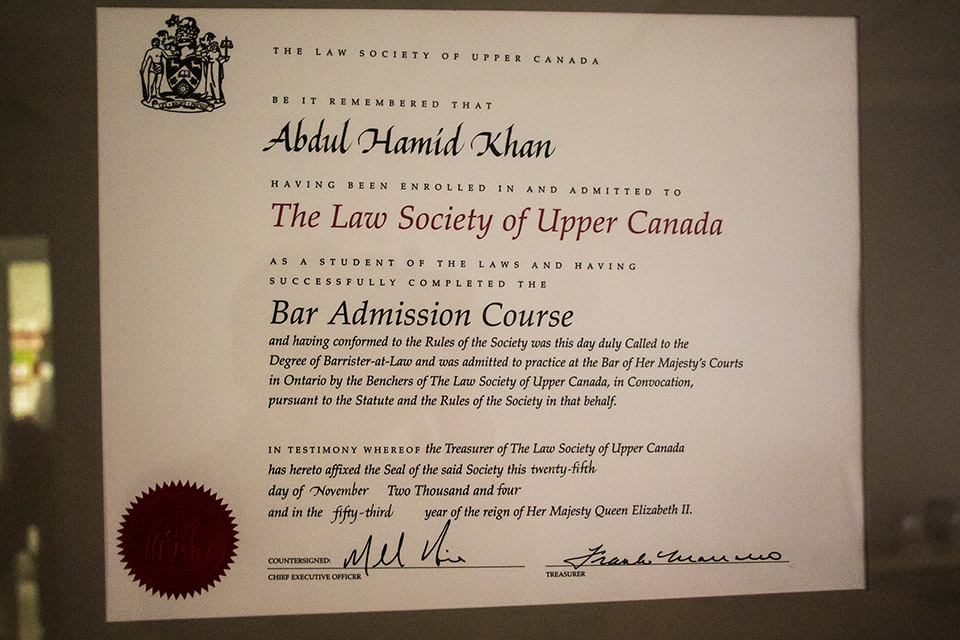 THE LAW SOCIETY OF UPPER CANADA
BE IT REMEMBERED THAT
Abdul Hamid Khan
HAVING BEEN ENROLLED IN AND ADMITTED TO
The Law Society of Upper Canada
AS A STUDENT OF THE LAWS AND HAVING
SUCCESSFULLY COMPLETED THE
Bar Admission Course
and having conformed to the Rules of the Society was this day duly Called to the
Degree of Barrister-at-Law and was admitted to practice at the Bar of Her Majesty's Courts
in Ontario by the Benchers of The Law Society of Upper Canada, in Convocation,
pursuant to the Statute and the Rules of the Society in that behalf.
IN TESTIMONY WHEREOF the Treasurer of The Law Society of Upper Canada
has hereto affixed the Seal of the said Society this twenty-fifth
day of November Two Thousand and four
and in the fifty-third year of the reign of Her Majesty Queen Elizabeth II.
COUNTERSIGNED:
CHIEF EXECUTIVE OFFICER
TREASURER